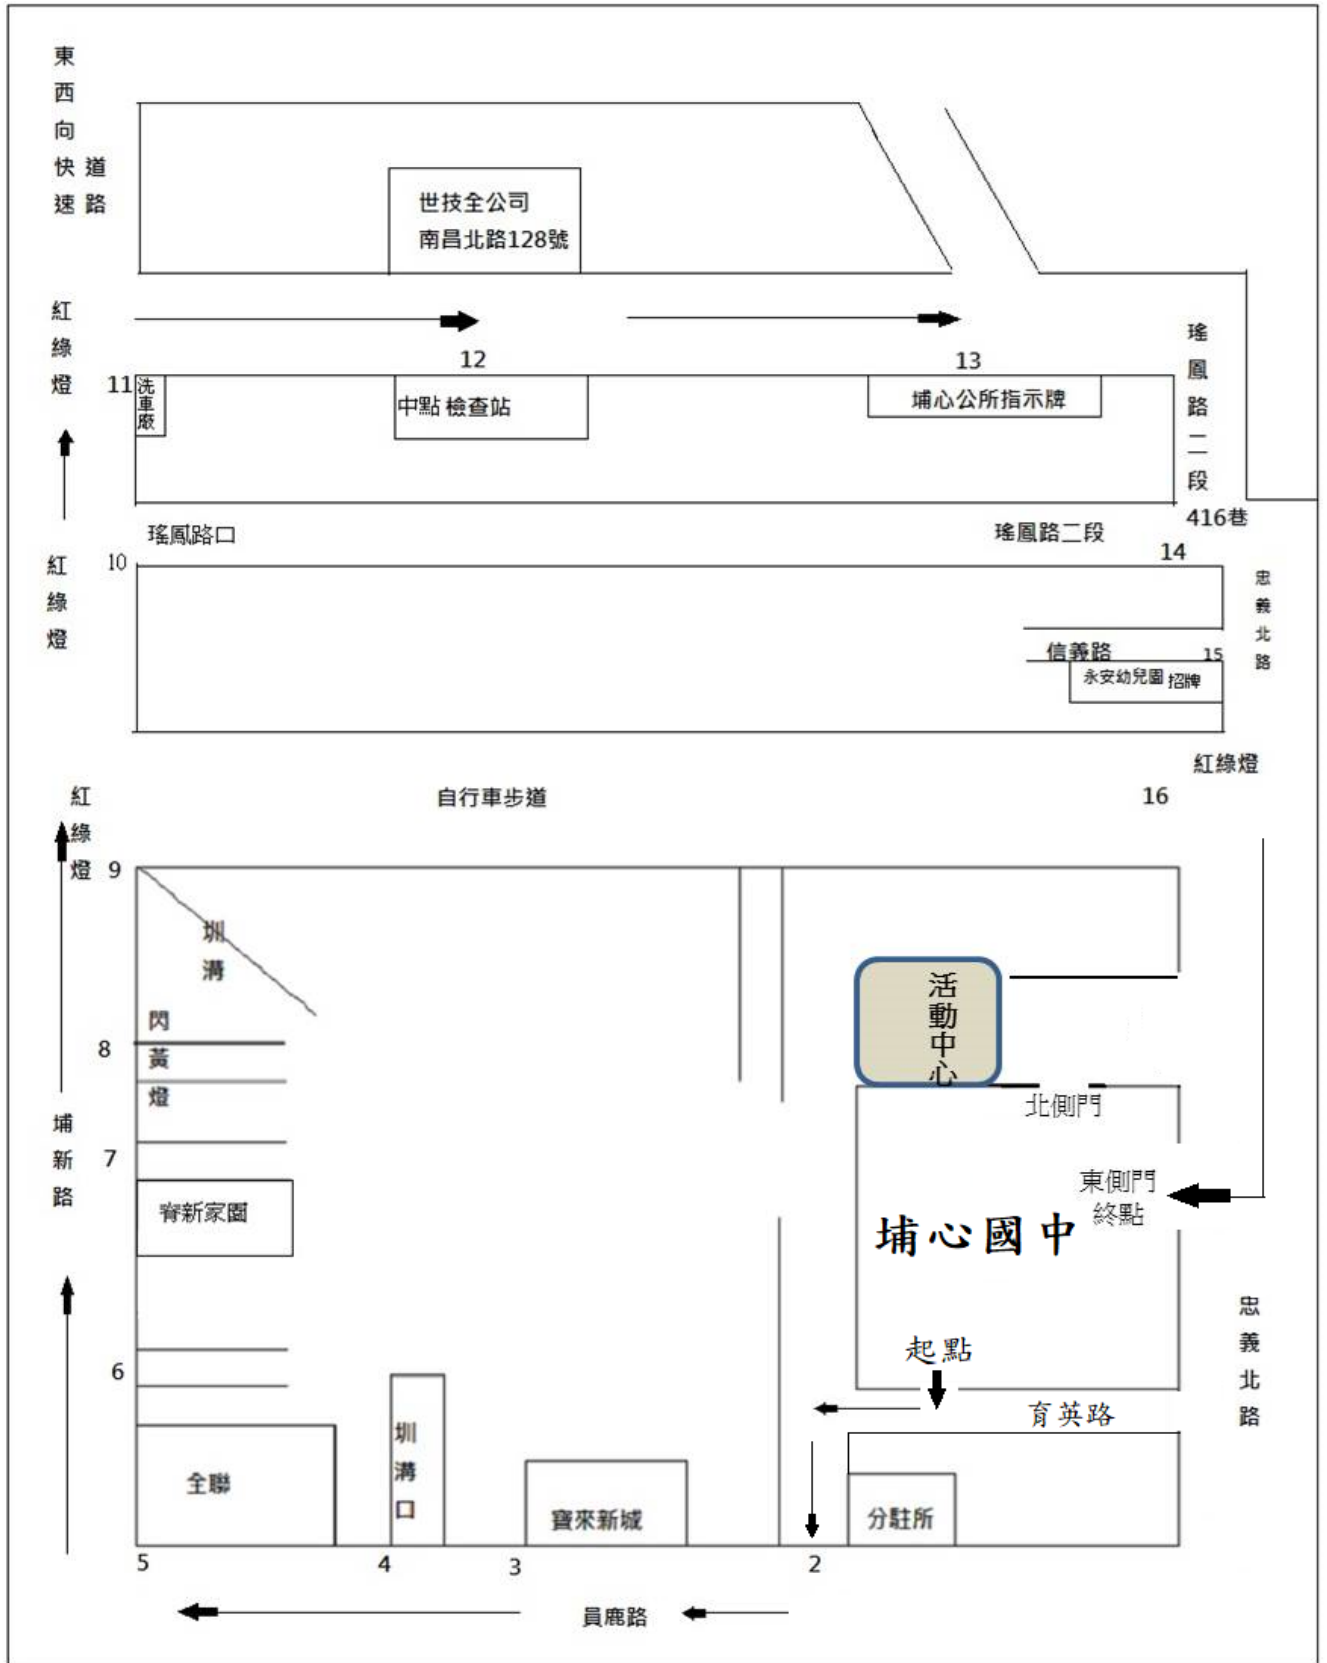 東西向快速
道路
世技全公司
南昌北路128號
紅綠燈
12
13
瑤鳳路二段
416巷
11
洗車廠
中點 檢查站
埔心公所指示牌
瑤鳳路口
瑤鳳路二段
10
14
紅綠燈
忠義北路
信義路
15
永安幼兒園 招牌
紅綠燈
紅綠燈
自行車步道
16
9
圳溝
活動中心
閃黃燈
8
北側門
埔新路
7
東側門
終點
脊新家園
埔心國中
忠義北路
起點
6
育英路
圳溝口
全聯
寶來新城
分駐所
5
4
3
2
員鹿路